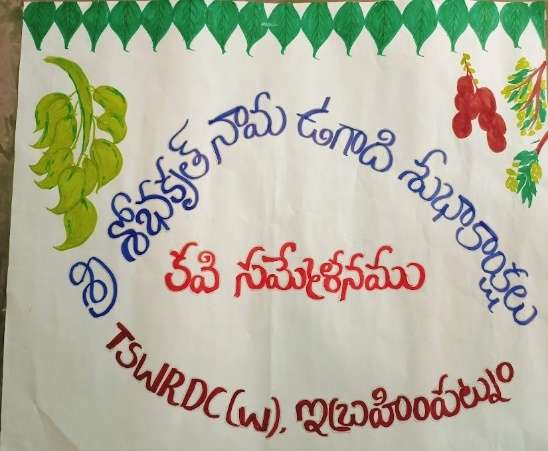 శ్రీ శోభకృత్ నామ ఉగాది శుభాకాంక్షలు
కవి సమ్మేళనము
TSWRDC(W), ఇబ్రహీంపట్నం